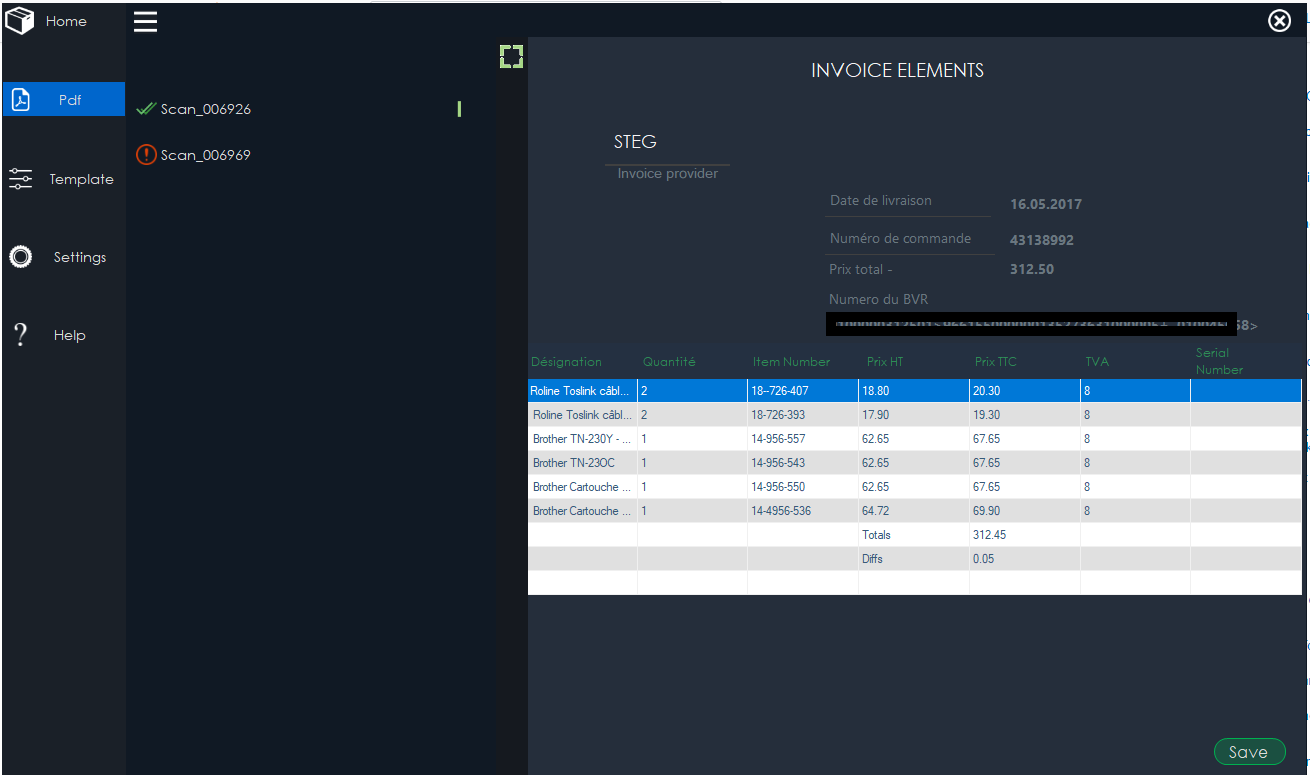 Home
Pdf
Template
Settings
Help
Scan_006926
Scan_006969
INVOICE ELEMENTS
STEG
Invoice provider
Date de livraison 16.05.2017
Numéro de commande 43138992
Prix total - 312.50
Numero du BVR
58>
Désignation Quantité Item Number Prix HT Prix TTC TVA Serial Number
Roline Toslink câbl... 2 18--726-407 18.80 20.30 8
Roline Toslink câbl... 2 18-726-393 17.90 19.30 8
Brother TN-230Y - ... 1 14-956-557 62.65 67.65 8
Brother TN-23OC 1 14-956-543 62.65 67.65 8
Brother Cartouche ... 1 14-956-550 62.65 67.65 8
Brother Cartouche ... 1 14-4956-536 64.72 69.90 8
Totals 312.45
Diffs 0.05
Save